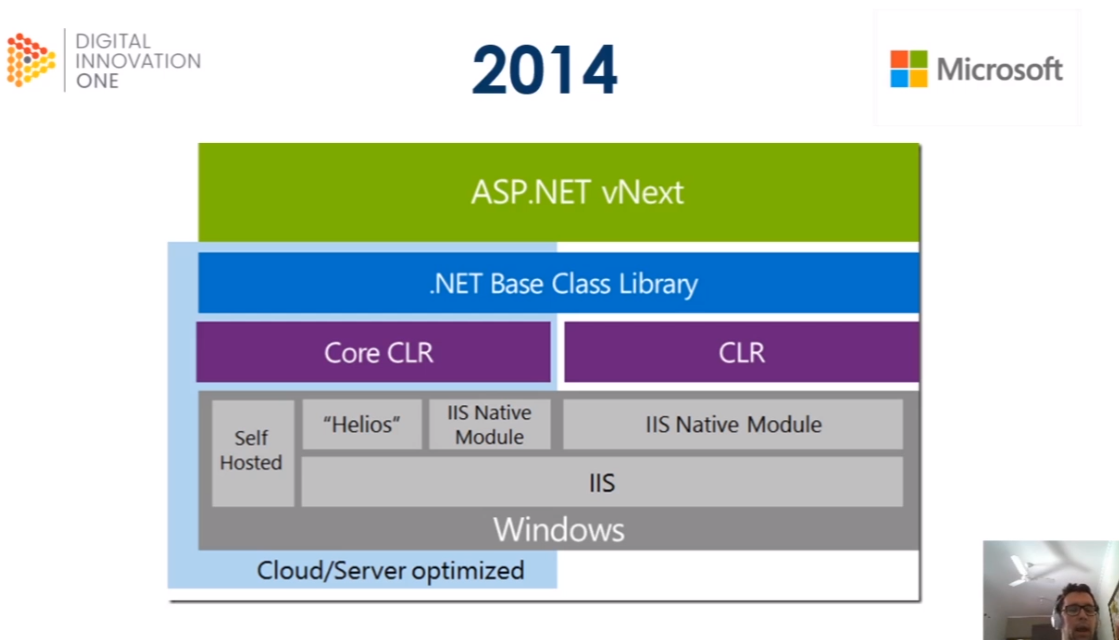 DIGITAL
INNOVATION
ONE
2014
Microsoft
ASP.NET vNext
.NET Base Class Library
Core CLR
CLR
Self
Hosted
“Helios”
IIS Native
Module
IIS Native Module
IIS
Windows
Cloud/Server optimized